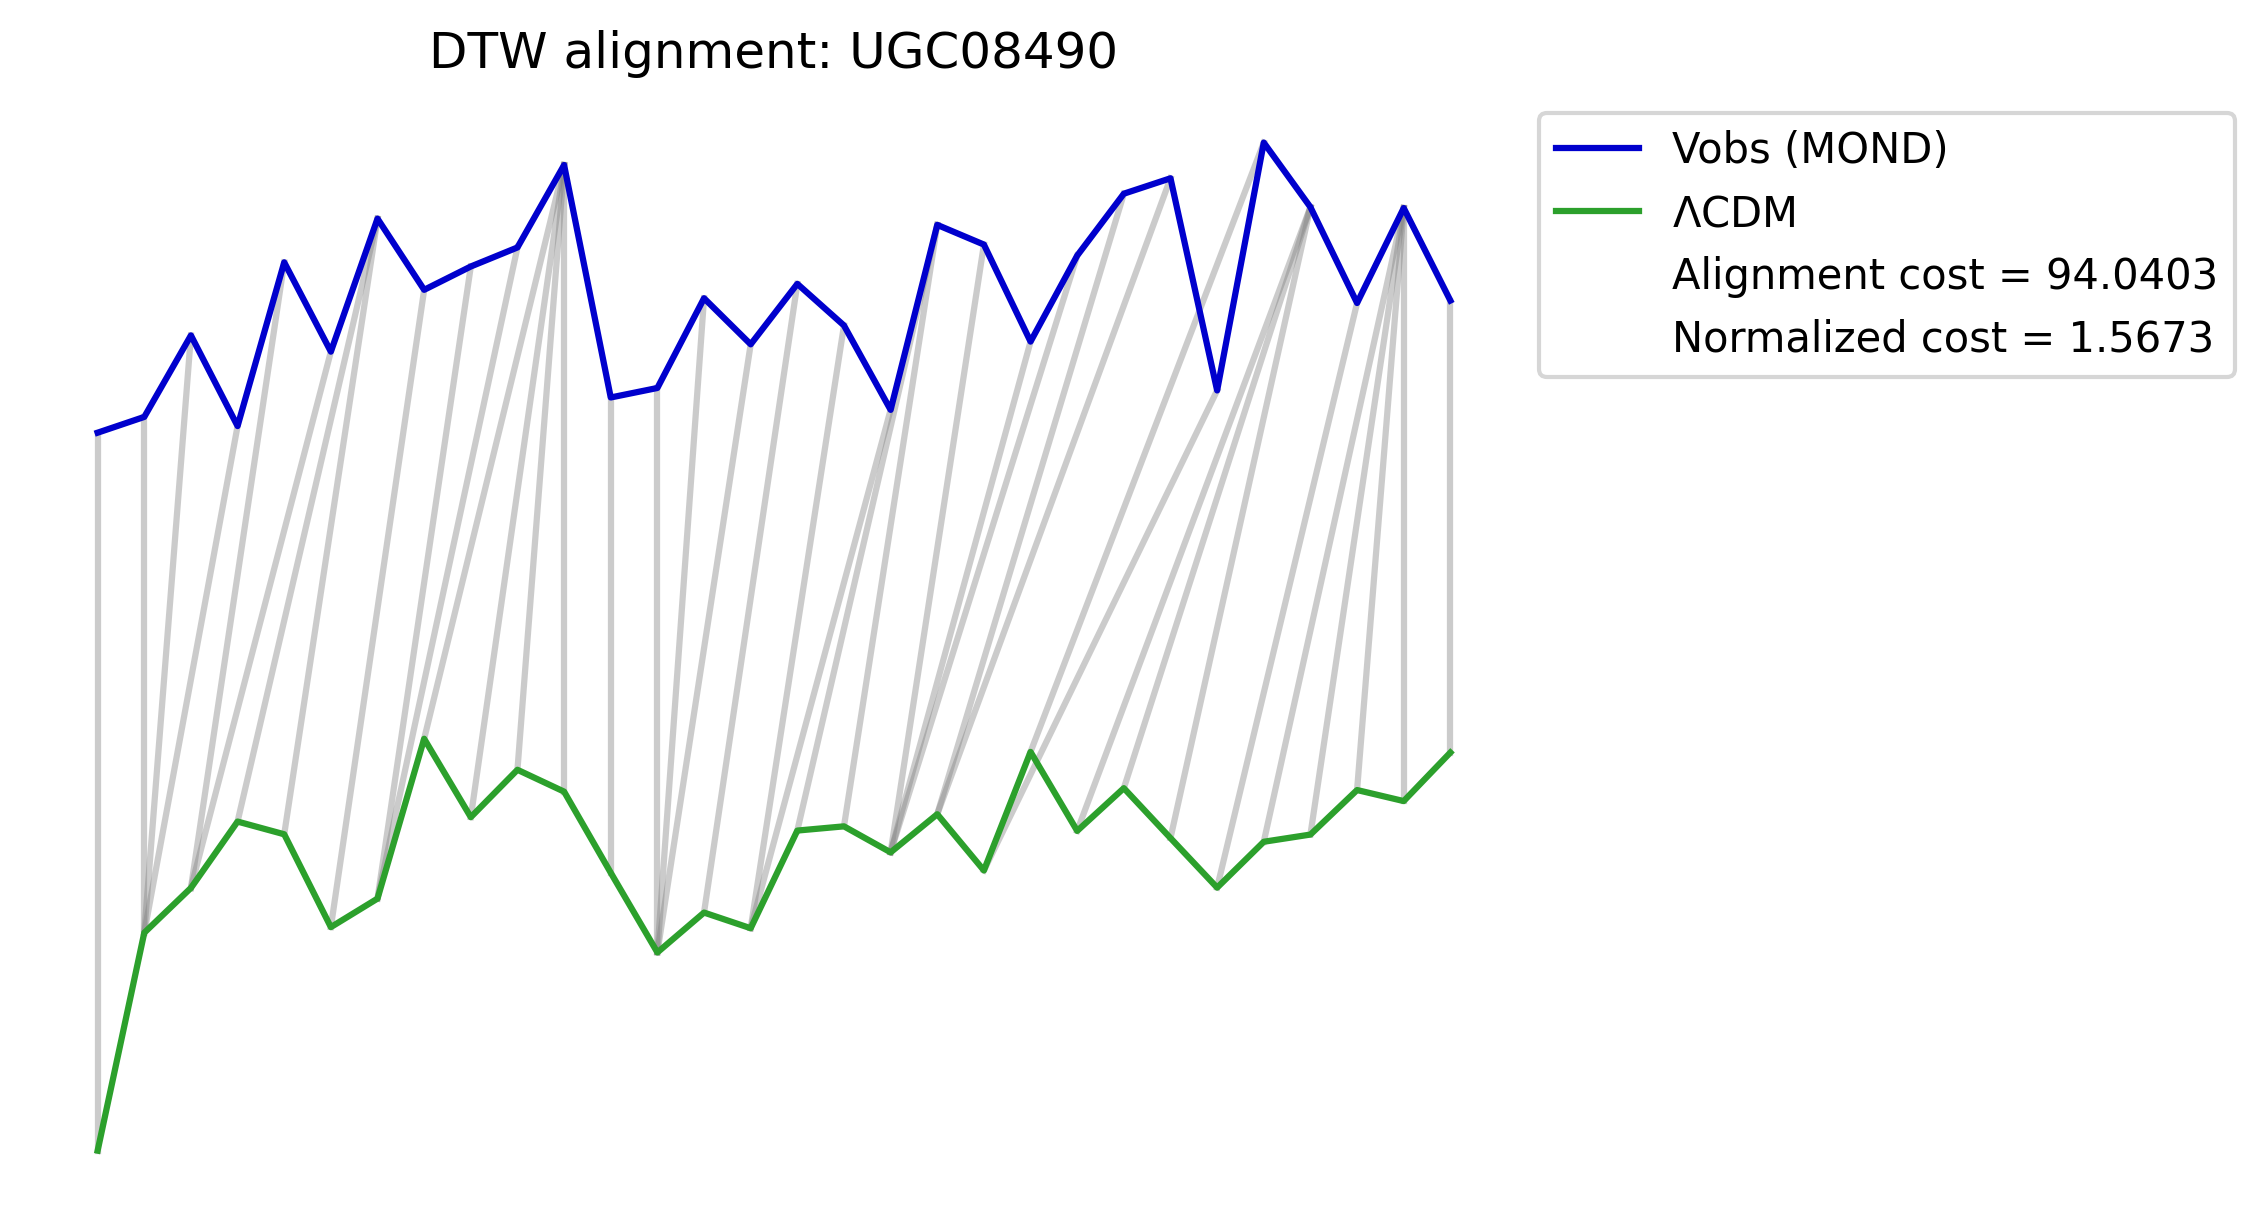 DTW alignment: UGC08490
Vobs (MOND)
ΛCDM
Alignment cost = 94.0403
Normalized cost = 1.5673